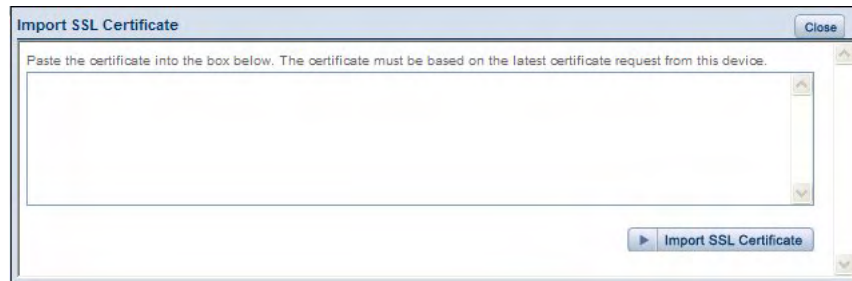 Import SSL Certificate
Close
Paste the certificate into the box below. The certificate must be based on the latest certificate request from this device.
Import SSL Certificate